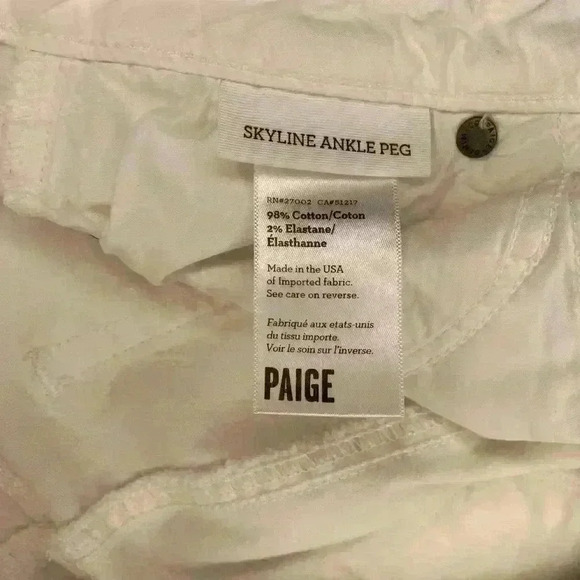 SKYLINE ANKLE PEG
RN#27002 CA#51217
98% Cotton/Coton
2% Elastane/
Élasthanne
Made in the USA
of Imported fabric.
See care on reverse.
Fabriqué aux etats-unis
du tissu importe.
Voir le soin sur l'inverse.
PAIGE